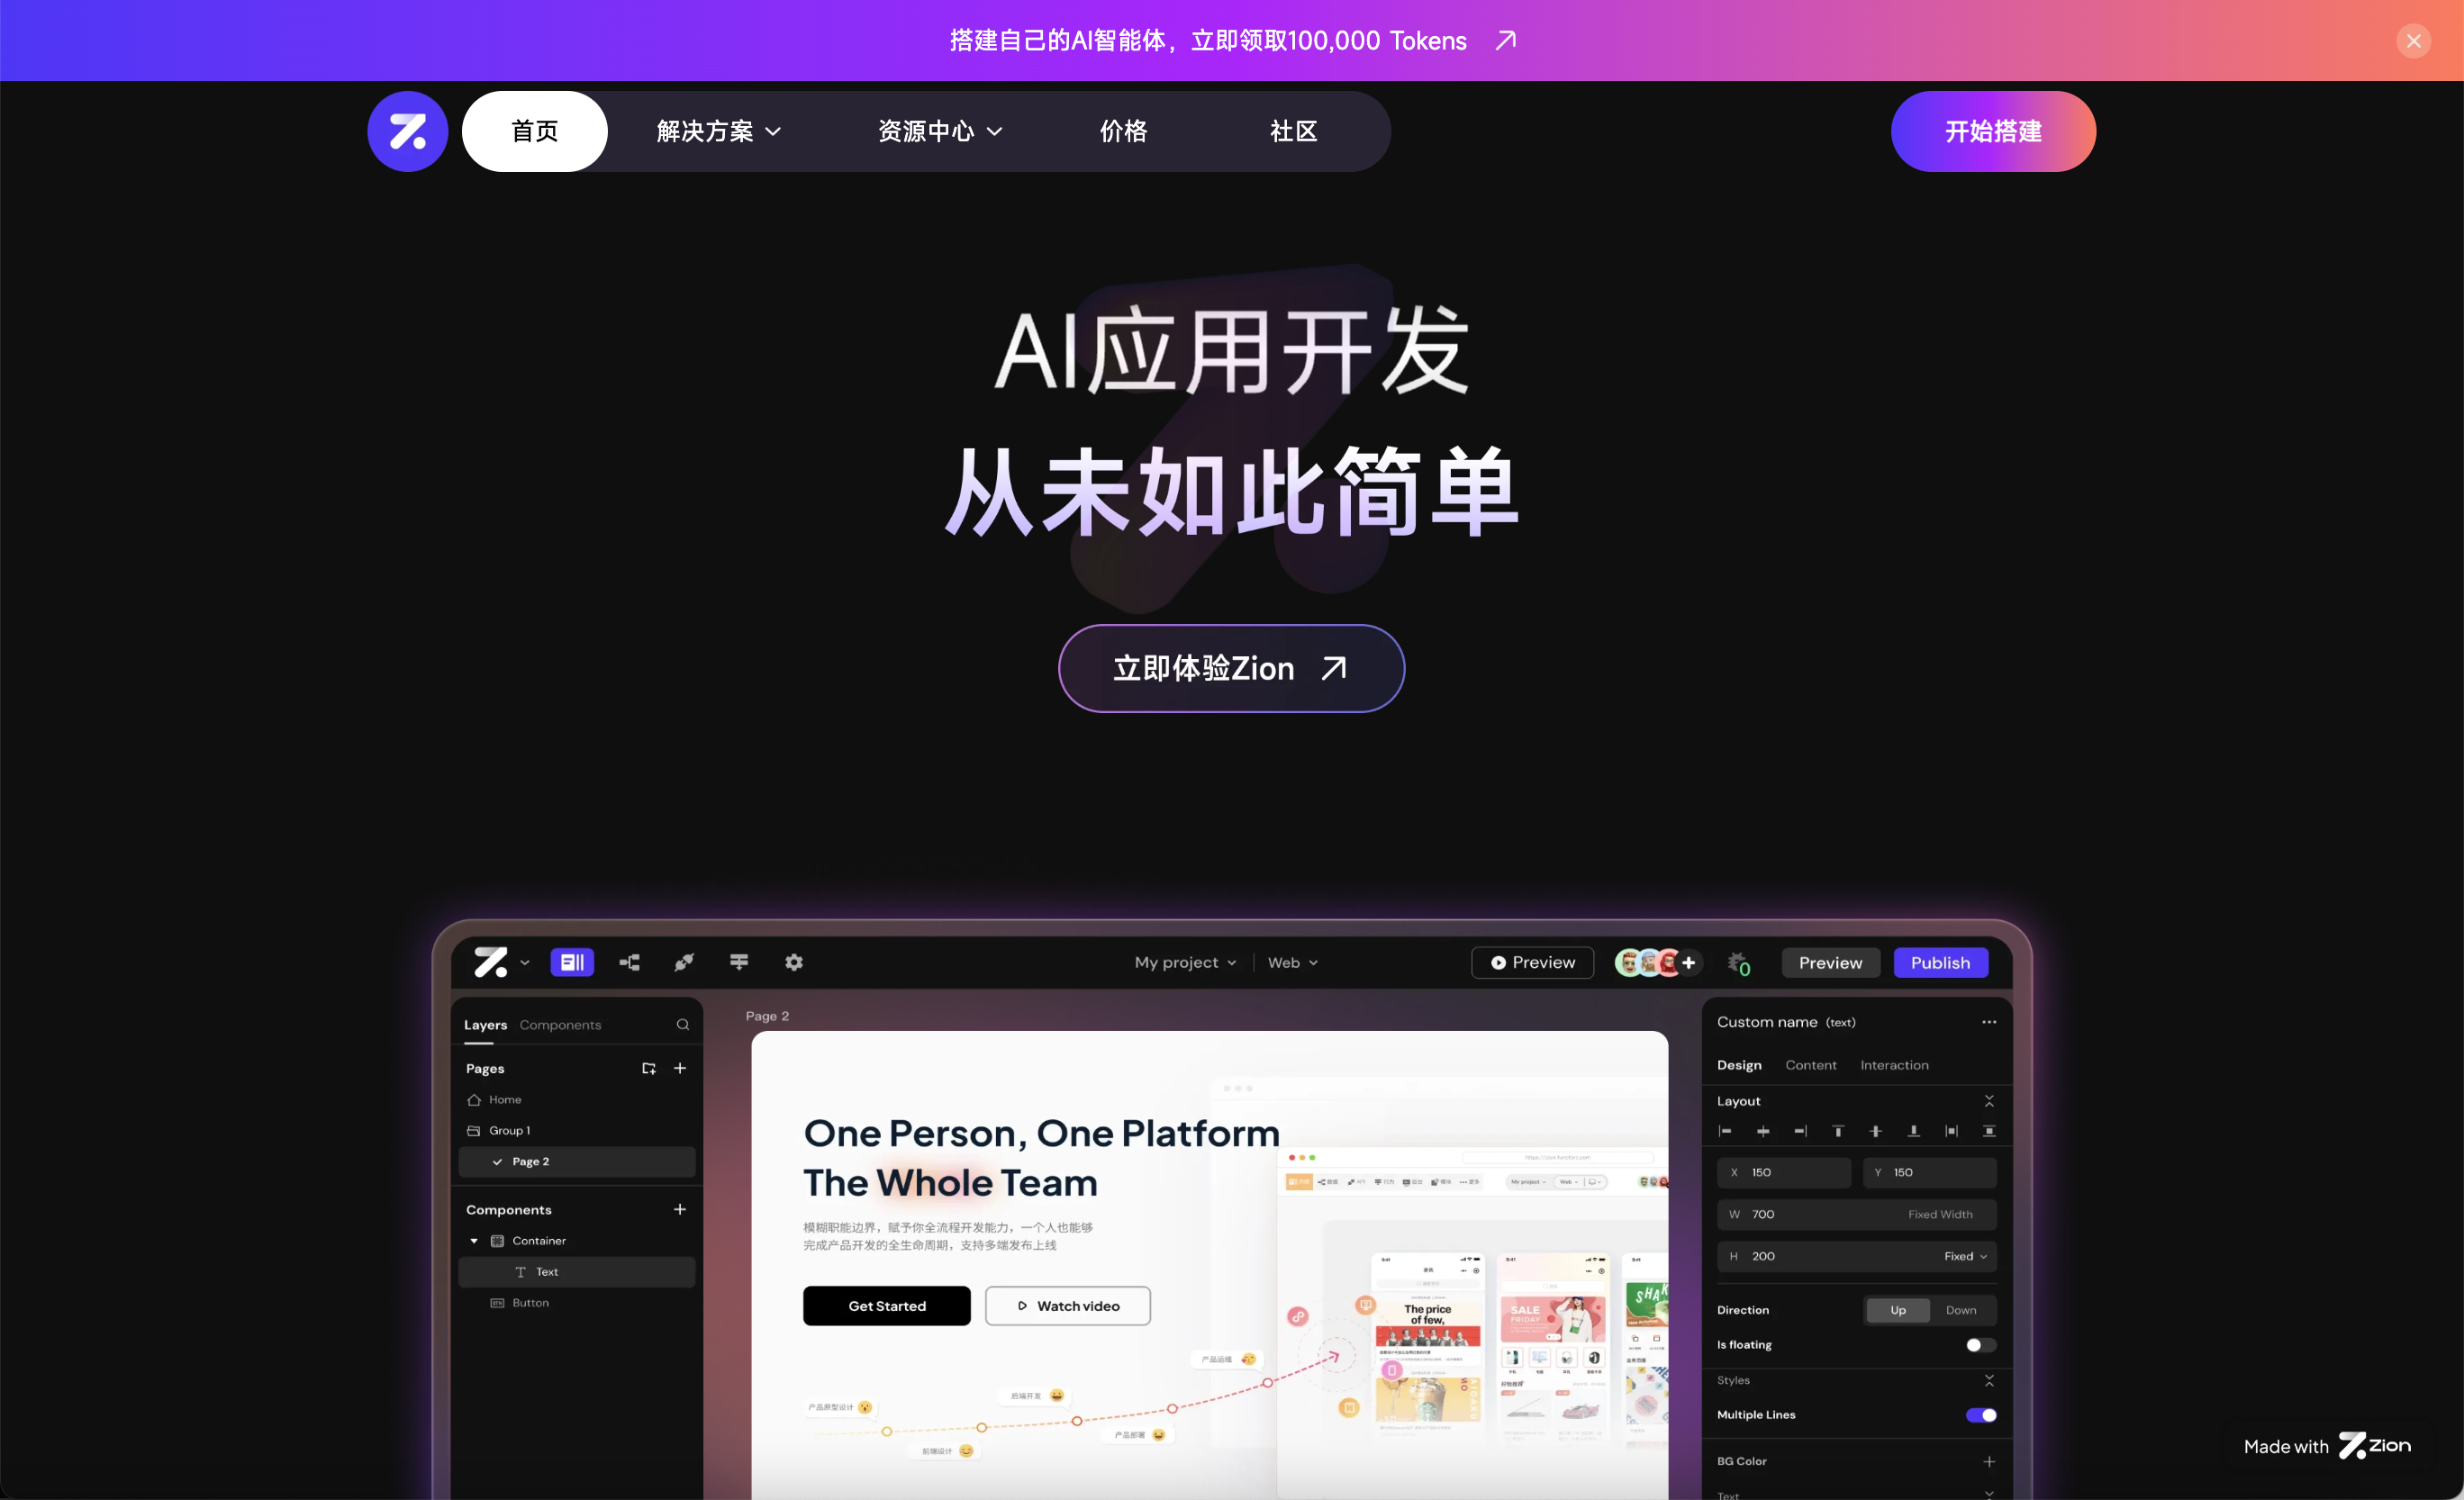 搭建自己的AI智能体，立即领取100,000 Tokens
首页
解决方案
资源中心
价格
社区
开始搭建
AI应用开发
从未如此简单
立即体验Zion
My project
Web
Preview
0
Preview
Publish
Layers
Components
Pages
Home
Group 1
Page 2
Components
Container
Text
Button
Page 2
One Person, One Platform
The Whole Team
模糊职能边界，赋予你全流程开发能力，一个人也能够
完成产品开发的全生命周期，支持多端发布上线
Get Started
Watch video
产品原型设计
前端设计
后端开发
产品部署
产品运维
https://zion.functorz.com
My project
Web
The price
of few,
SALE
FRIDAY
SHAK
Custom name (text)
Design
Content
Interaction
Layout
X 150
Y 150
W 700 Fixed Width
H 200 Fixed
Direction
Up
Down
Is floating
Styles
Multiple Lines
BG Color
Text
Made with Zion